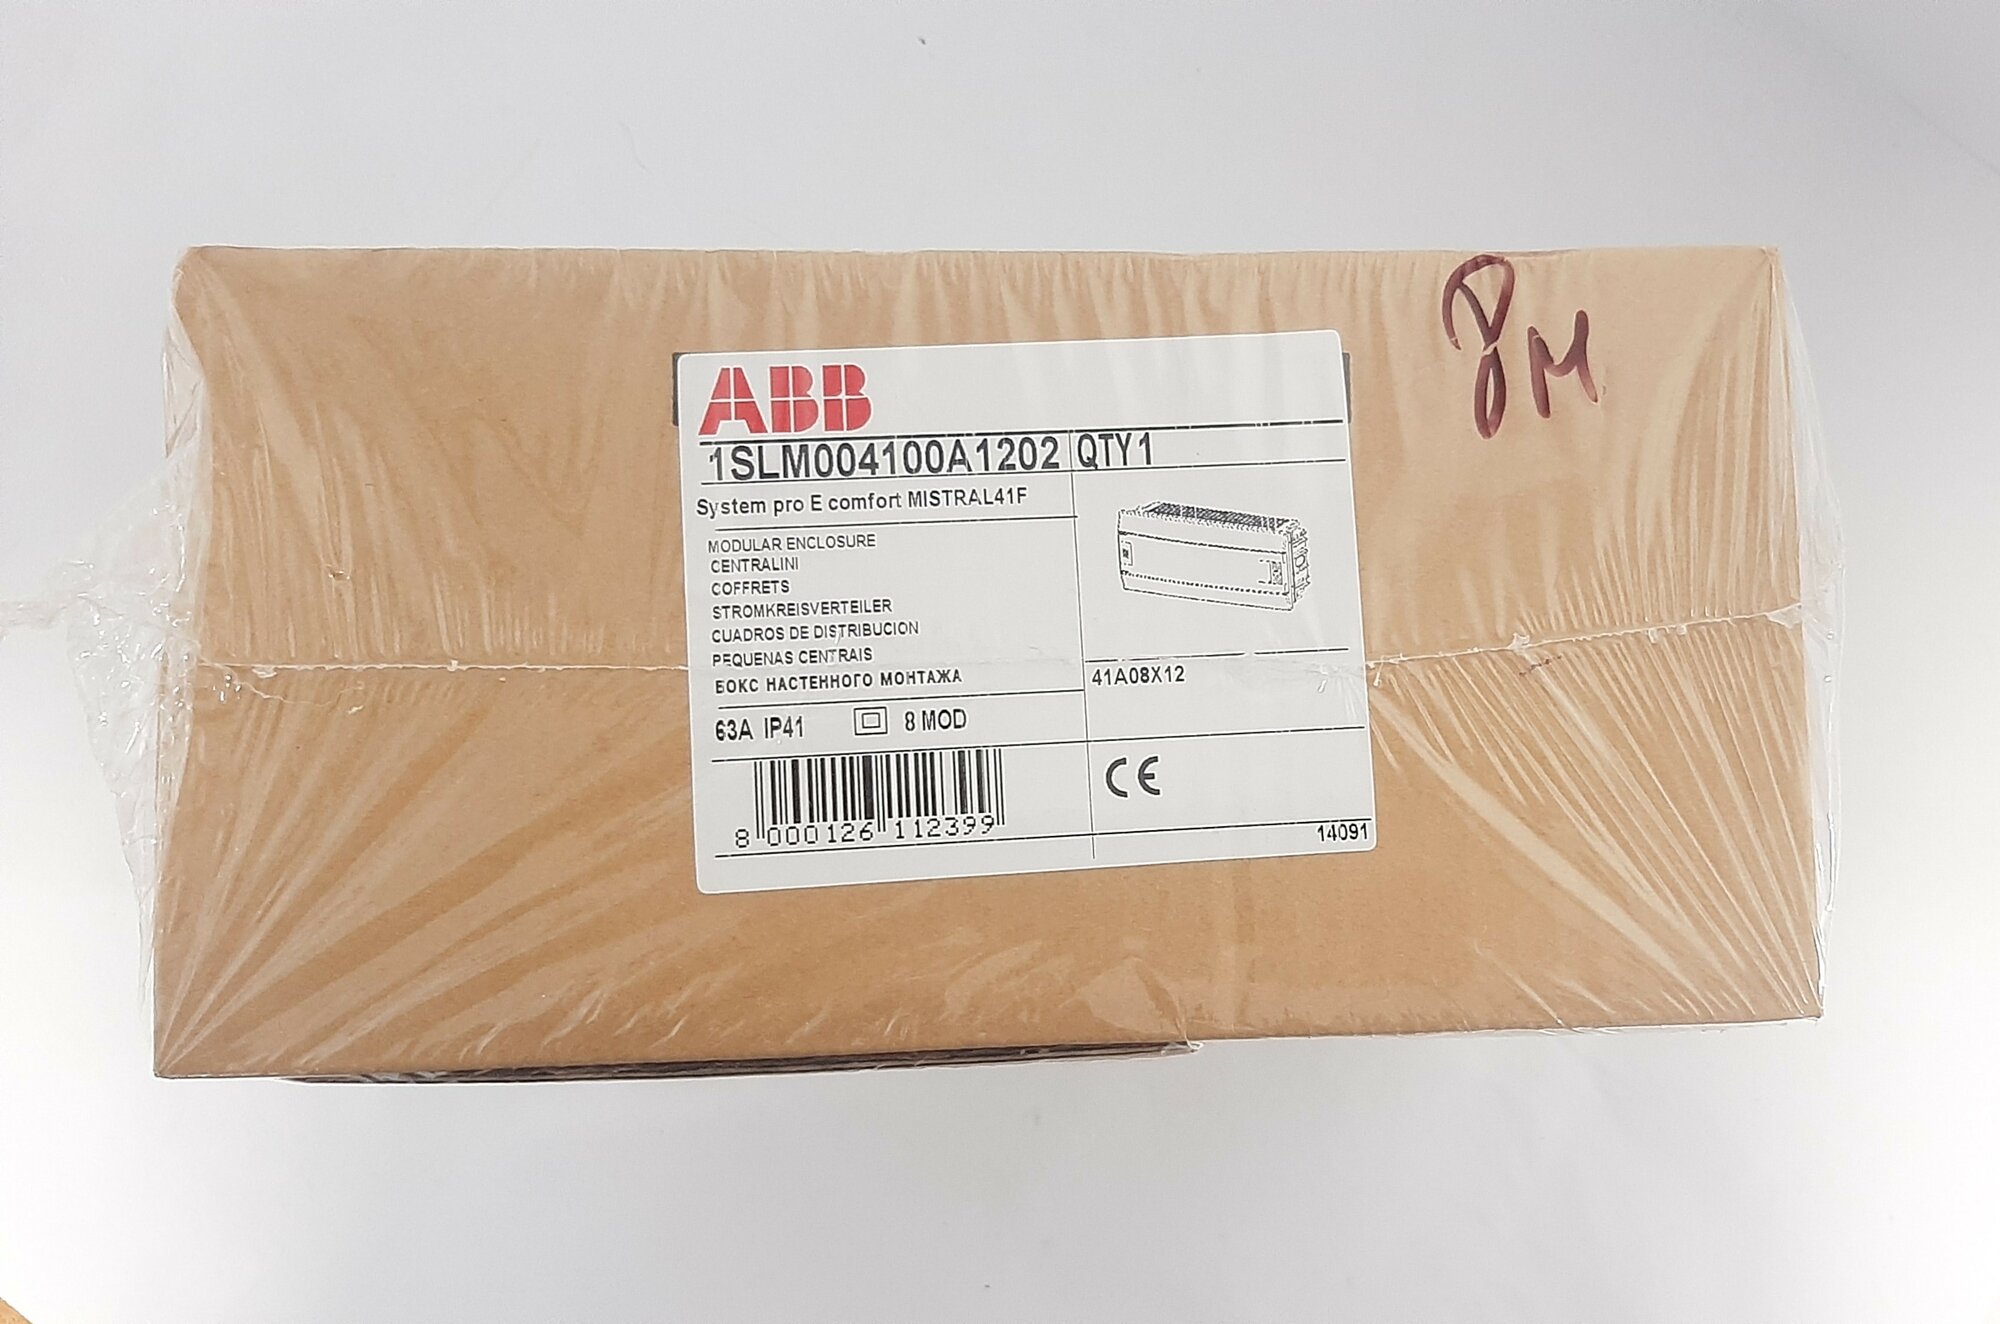 8M
ABB
1SLM004100A1202 QTY1
System pro E comfort MISTRAL41F
MODULAR ENCLOSURE
CENTRALINI
COFFRETS
STROMKREISVERTEILER
CUADROS DE DISTRIBUCION
PEQUENAS CENTRAIS
БОКС НАСТЕННОГО МОНТАЖА
41A08X12
63A IP41 8 MOD
CE
8 000126 112399
14091